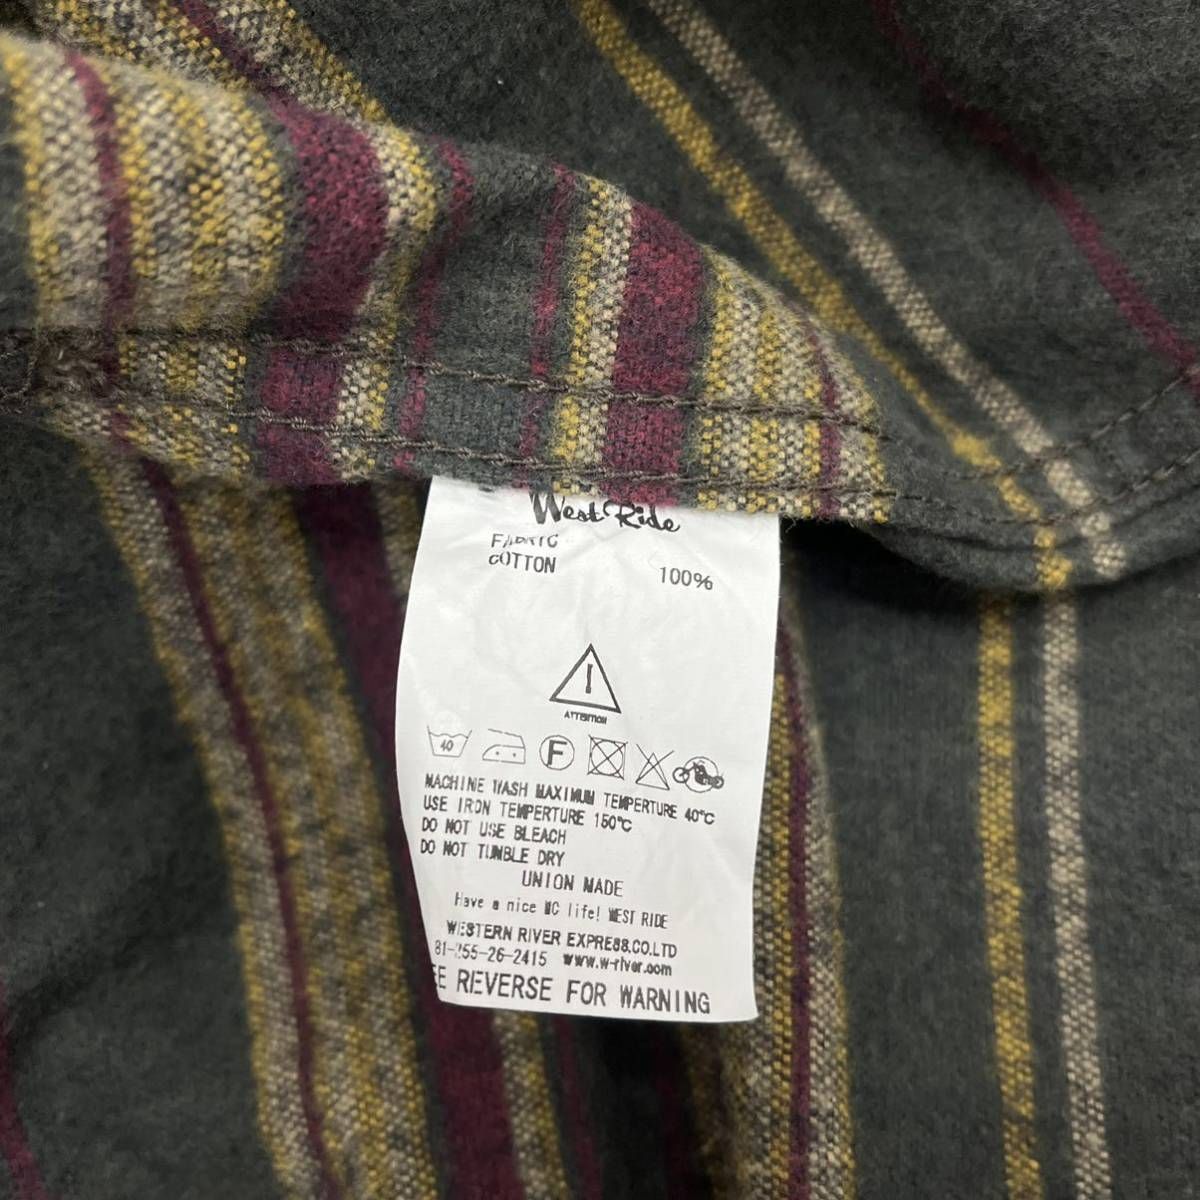 West Ride
FABRIC
COTTON 100%
ATTENTION
40 F
MACHINE WASH MAXIMUM TEMPERTURE 40℃
USE IRON TEMPERTURE 150℃
DO NOT USE BLEACH
DO NOT TUMBLE DRY
UNION MADE
Have a nice MC life! WEST RIDE
WESTERN RIVER EXPRESS.CO.LTD
81-255-26-2415 www.w-river.com
EE REVERSE FOR WARNING